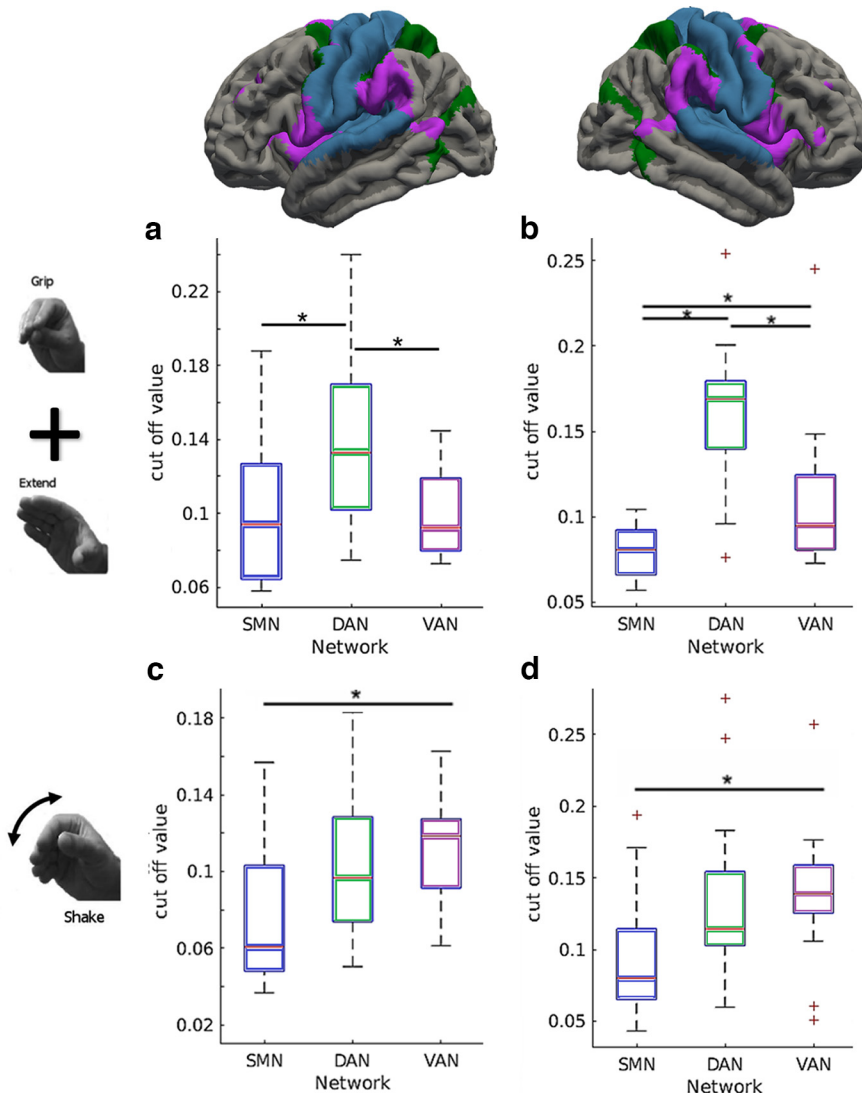 a
b
Grip
Extend
cut off value
0.22
0.18
0.14
0.1
0.06
*
*
SMN
DAN
VAN
Network
cut off value
0.25
0.2
0.15
0.1
0.05
*
*
*
SMN
DAN
VAN
Network
c
d
Shake
cut off value
0.18
0.14
0.1
0.06
0.02
*
SMN
DAN
VAN
Network
cut off value
0.25
0.2
0.15
0.1
0.05
*
SMN
DAN
VAN
Network